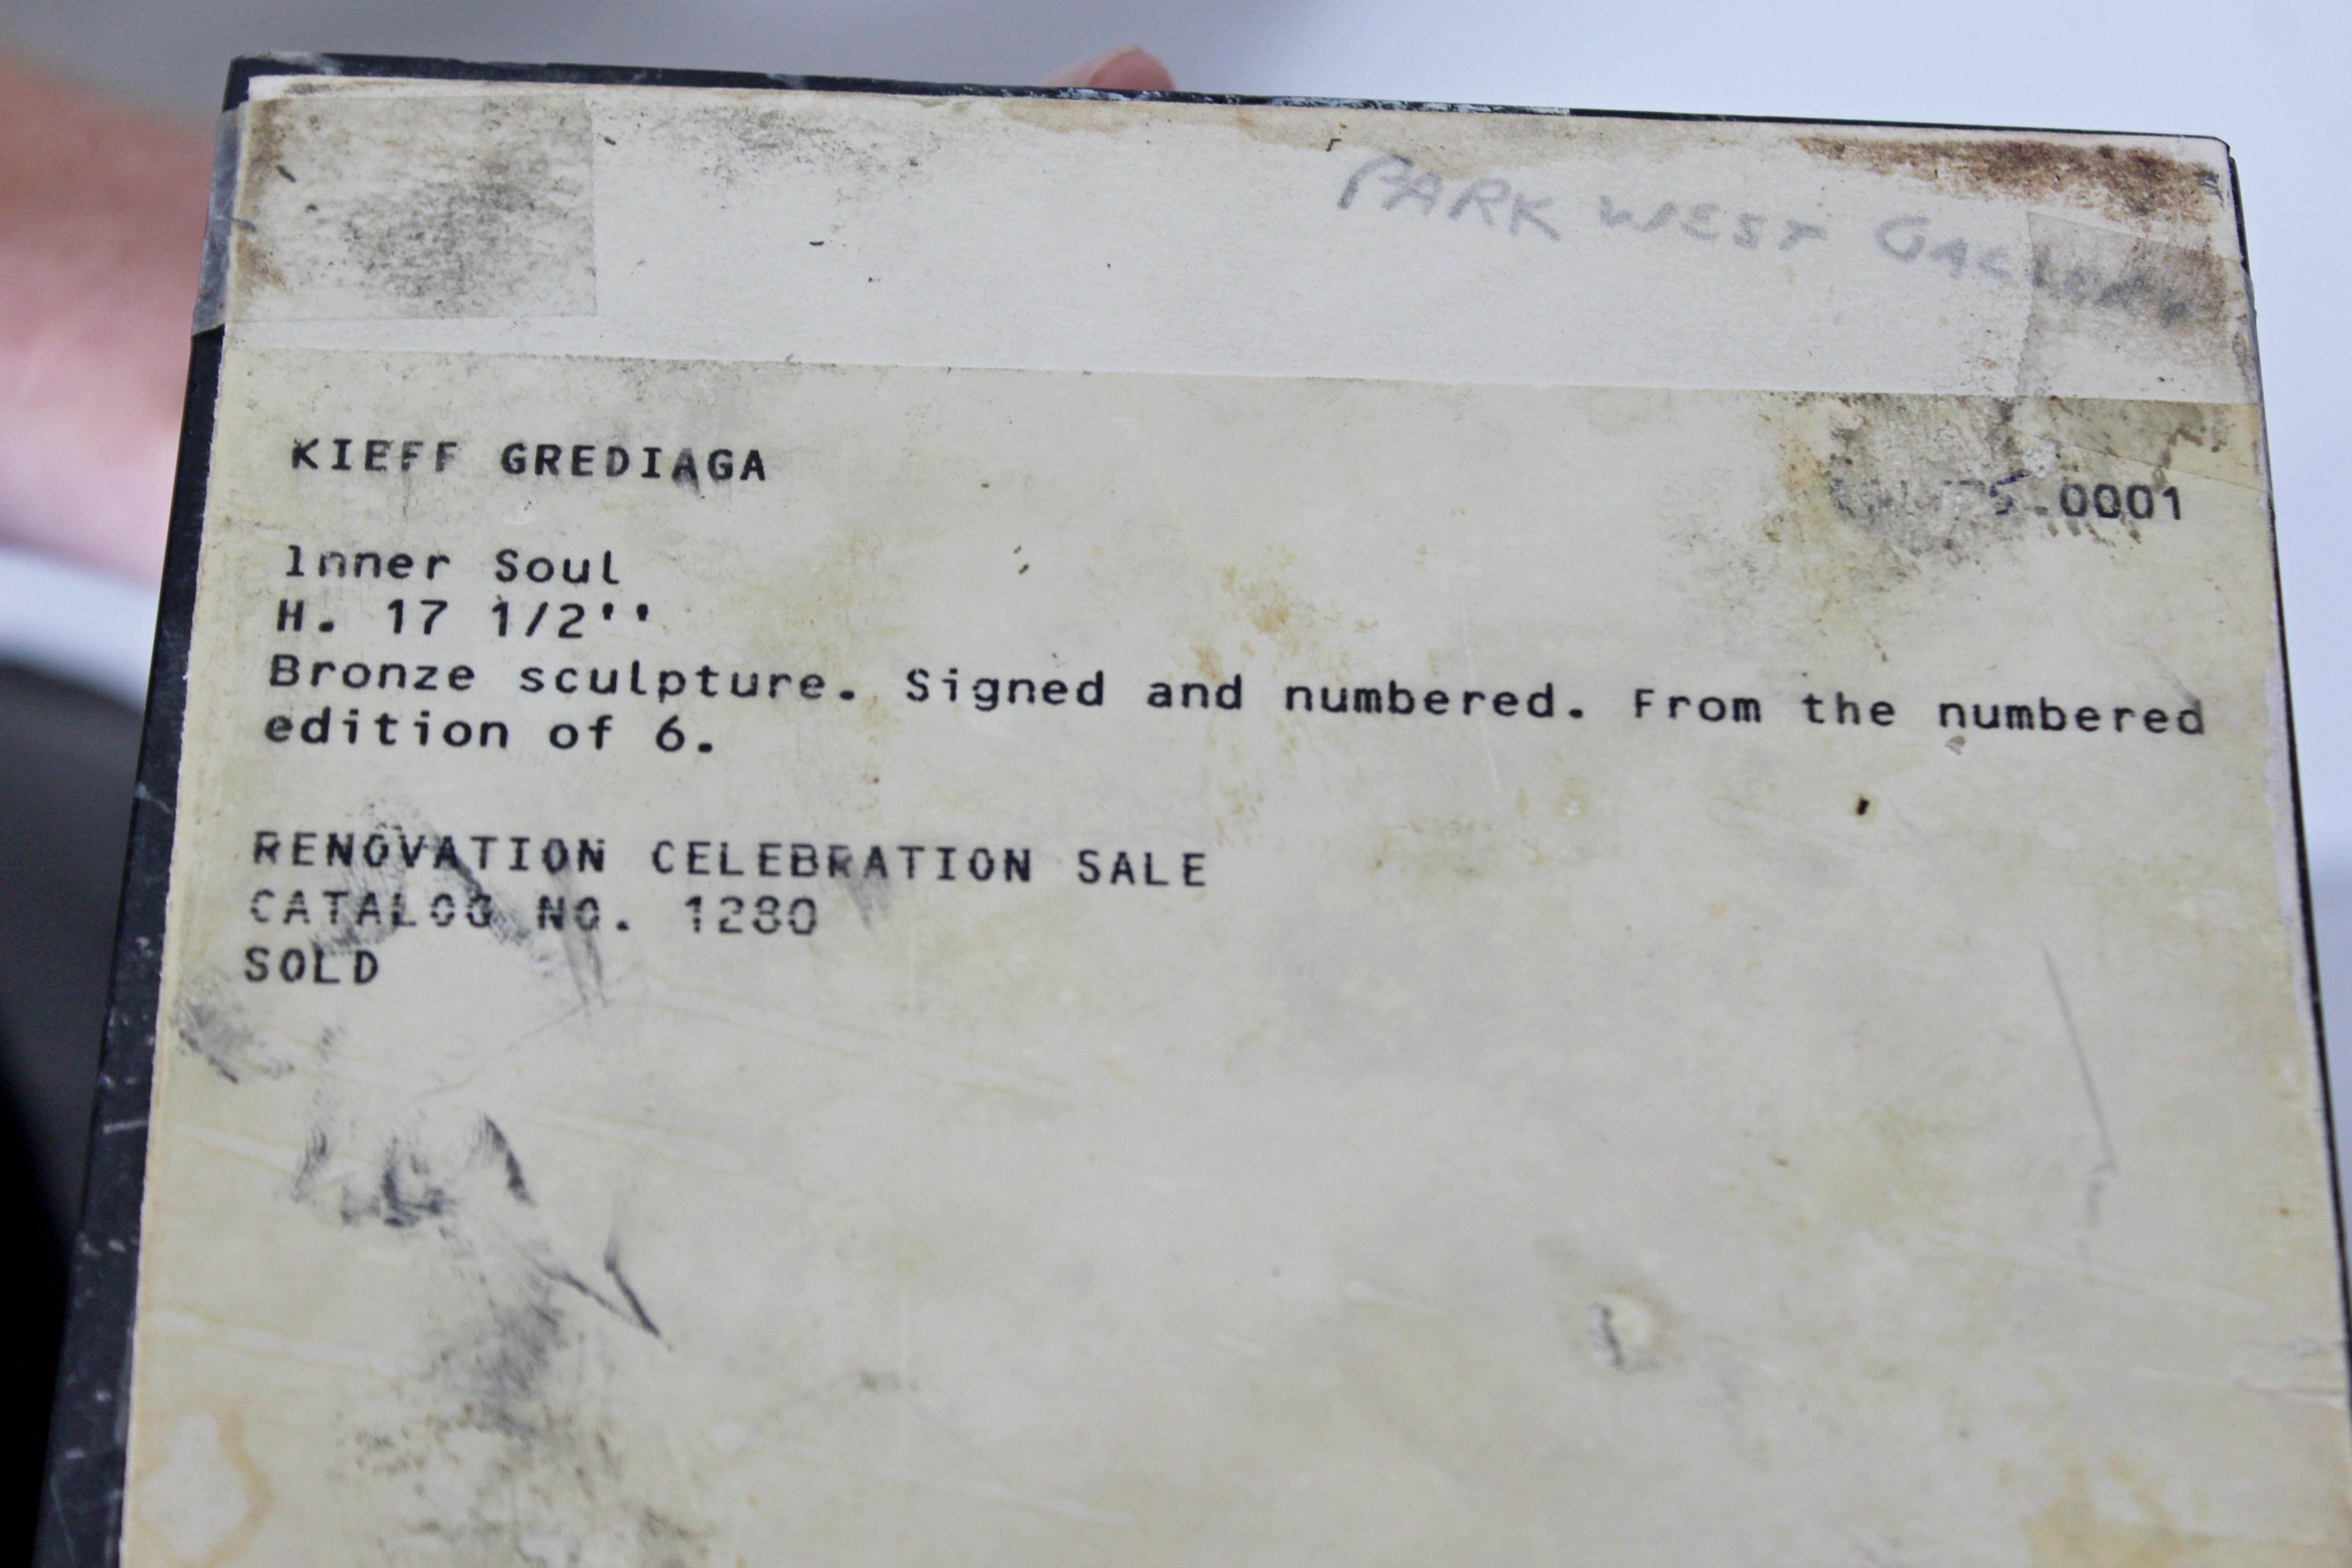 PARK WEST GALLERY
KIEFF GREDIAGA
.0001
Inner Soul
H. 17 1/2''
Bronze sculpture. Signed and numbered. From the numbered
edition of 6.
RENOVATION CELEBRATION SALE
CATALOG NO. 1280
SOLD